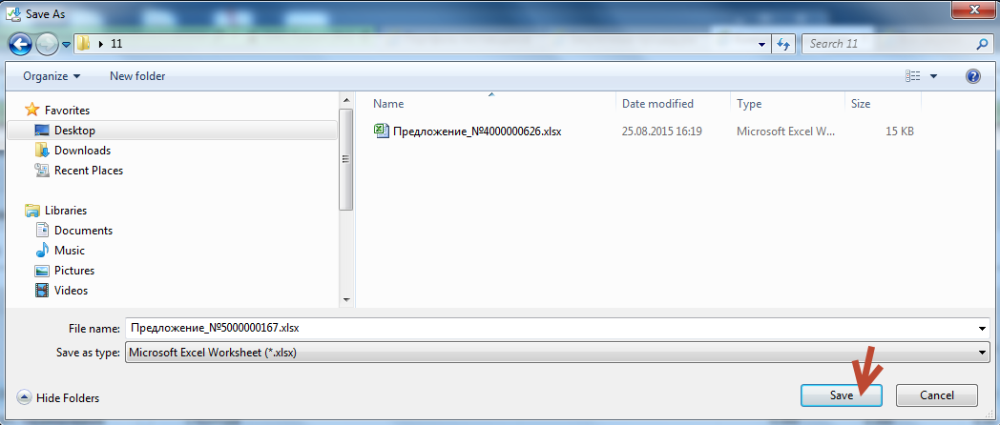 Save As
11
Search 11
Organize
New folder
Name Date modified Type Size
Favorites
Desktop
Downloads
Recent Places
Libraries
Documents
Music
Pictures
Videos
Предложение_№4000000626.xlsx 25.08.2015 16:19 Microsoft Excel W... 15 KB
File name: Предложение_№5000000167.xlsx
Save as type: Microsoft Excel Worksheet (*.xlsx)
Hide Folders
Save
Cancel